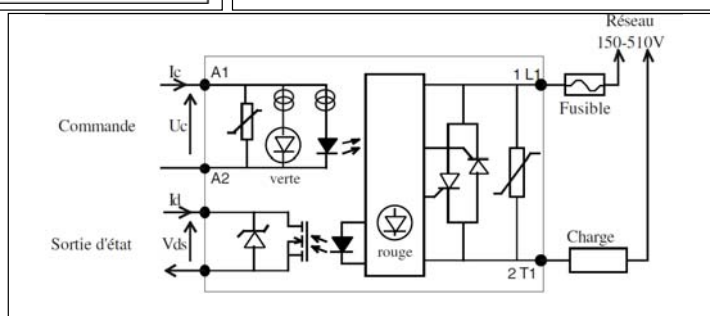 Réseau
150-510V
Ic
A1
1 L1
Fusible
Commande
Uc
A2
verte
Id
Sortie d'état
Vds
rouge
Charge
2 T1